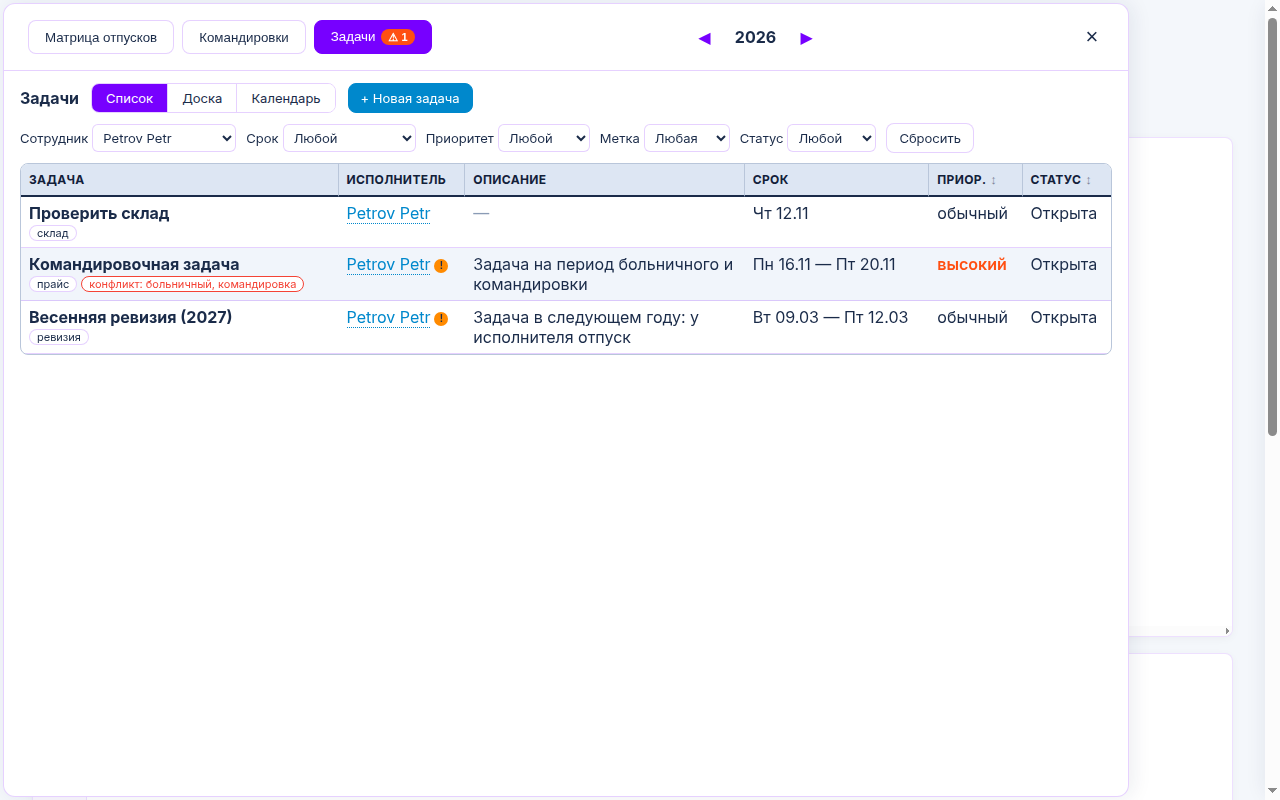 Матрица отпусков Командировки Задачи ⚠ 1 ◀ 2026 ▶ ×
Задачи Список Доска Календарь + Новая задача
Сотрудник Petrov Petr Срок Любой Приоритет Любой Метка Любая Статус Любой Сбросить
ЗАДАЧА ИСПОЛНИТЕЛЬ ОПИСАНИЕ СРОК ПРИОР. ↕ СТАТУС ↕
Проверить склад Petrov Petr — Чт 12.11 обычный Открыта
склад
Командировочная задача Petrov Petr ! Задача на период больничного и Пн 16.11 — Пт 20.11 высокий Открыта
прайс конфликт: больничный, командировка командировки
Весенняя ревизия (2027) Petrov Petr ! Задача в следующем году: у Вт 09.03 — Пт 12.03 обычный Открыта
ревизия исполнителя отпуск